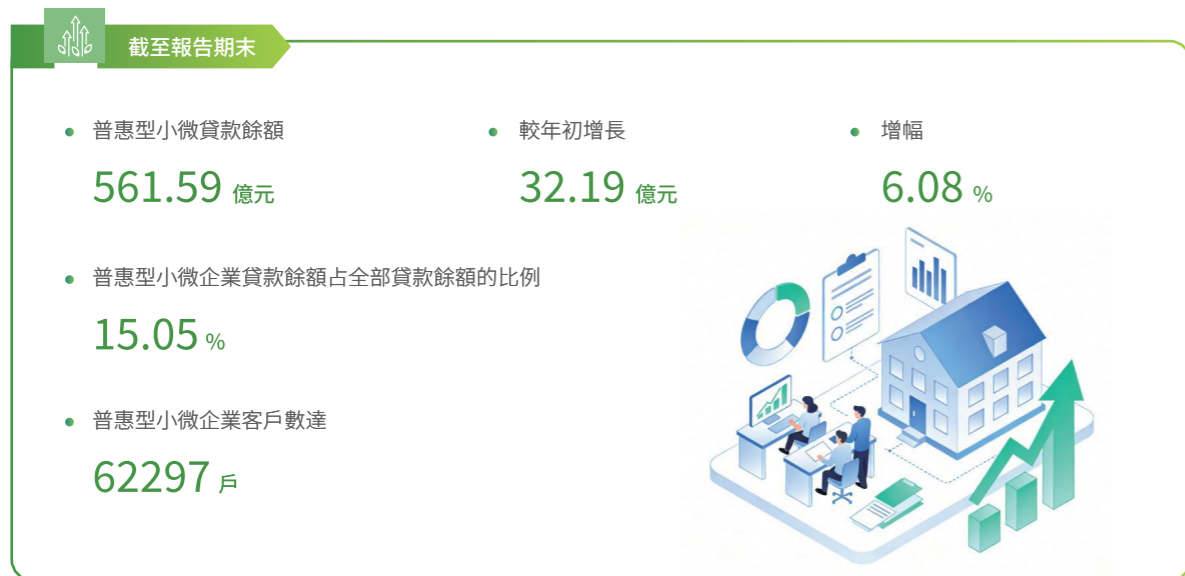 截至報告期末
普惠型小微貸款餘額
561.59 億元
較年初增長
32.19 億元
增幅
6.08 %
普惠型小微企業貸款餘額占全部貸款餘額的比例
15.05 %
普惠型小微企業客戶數達
62297 戶